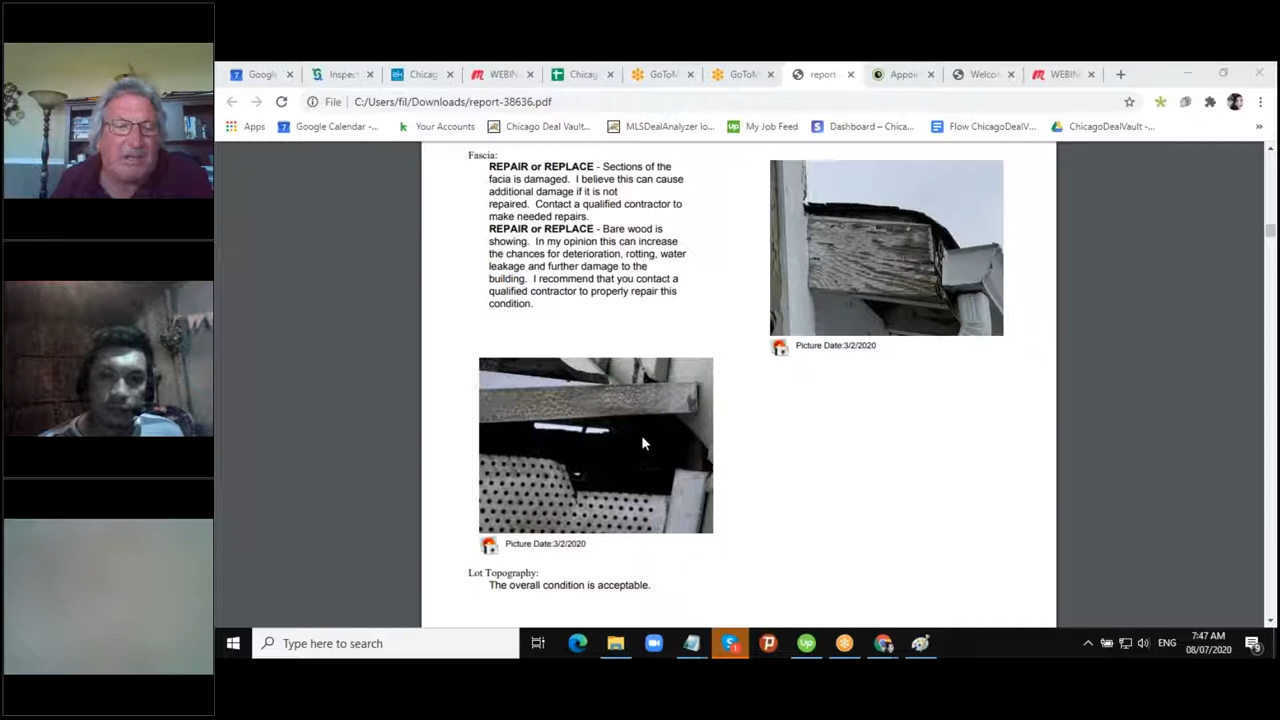 Google
Inspect
Chicag
WEBIN
Chicag
GoToM
GoToM
report-
Appoi
Welco
WEBIN
File
C:/Users/fil/Downloads/report-38636.pdf
Apps
Google Calendar -...
Your Accounts
Chicago Deal Vault...
MLSDealAnalyzer lo...
My Job Feed
Dashboard – Chica...
Flow ChicagoDealV...
ChicagoDealVault -...
Fascia:
REPAIR or REPLACE - Sections of the
facia is damaged. I believe this can cause
additional damage if it is not
repaired. Contact a qualified contractor to
make needed repairs.
REPAIR or REPLACE - Bare wood is
showing. In my opinion this can increase
the chances for deterioration, rotting, water
leakage and further damage to the
building. I recommend that you contact a
qualified contractor to properly repair this
condition.
Picture Date:3/2/2020
Picture Date:3/2/2020
Lot Topography:
The overall condition is acceptable.
Type here to search
ENG
7:47 AM
08/07/2020